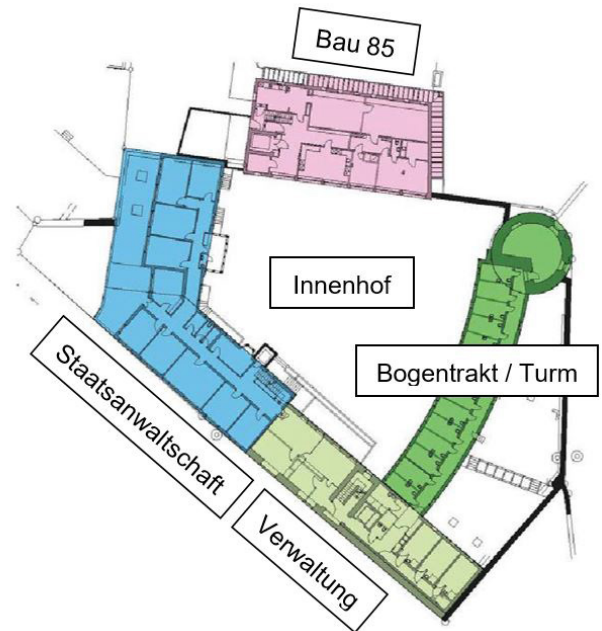 Bau 85
Innenhof
Bogentrakt / Turm
Staatsanwaltschaft
Verwaltung